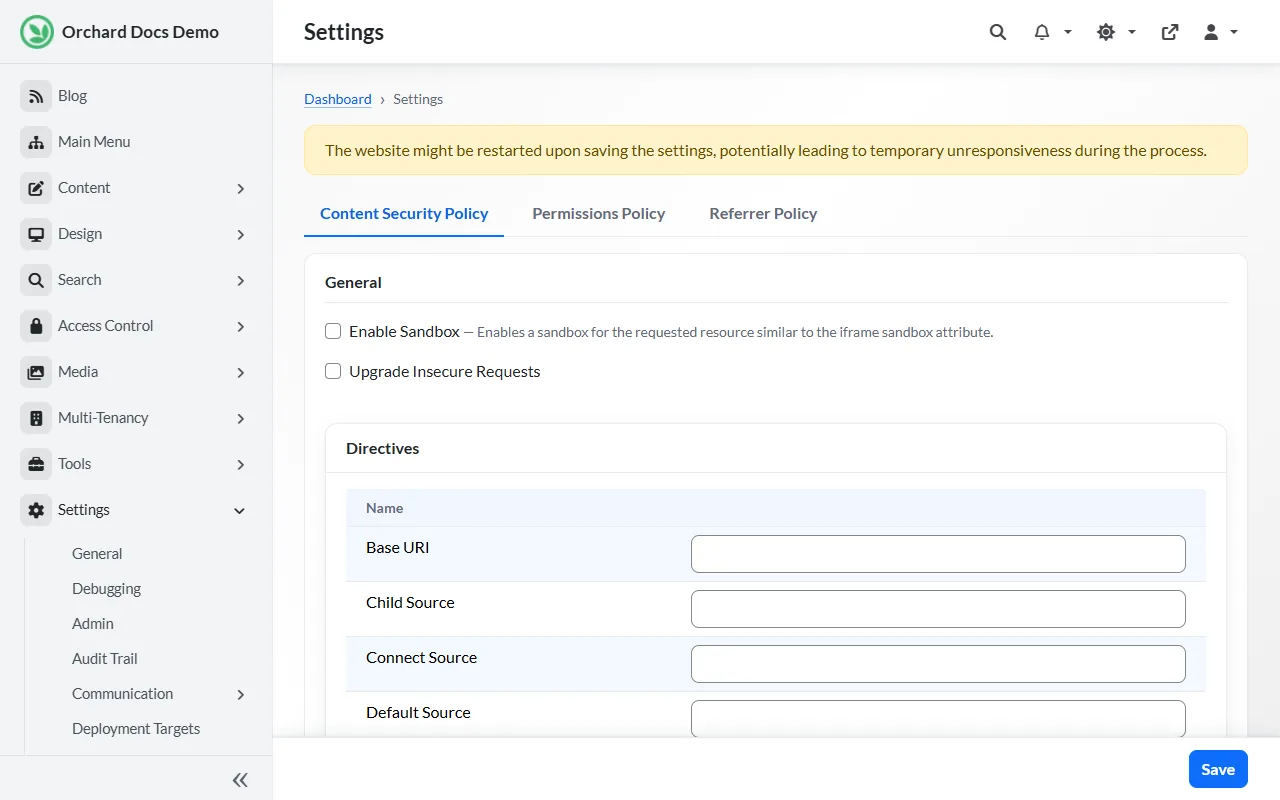 Orchard Docs Demo
Settings
Blog
Main Menu
Content
Design
Search
Access Control
Media
Multi-Tenancy
Tools
Settings
General
Debugging
Admin
Audit Trail
Communication
Deployment Targets
Dashboard › Settings
The website might be restarted upon saving the settings, potentially leading to temporary unresponsiveness during the process.
Content Security Policy
Permissions Policy
Referrer Policy
General
Enable Sandbox — Enables a sandbox for the requested resource similar to the iframe sandbox attribute.
Upgrade Insecure Requests
Directives
Name
Base URI
Child Source
Connect Source
Default Source
Save